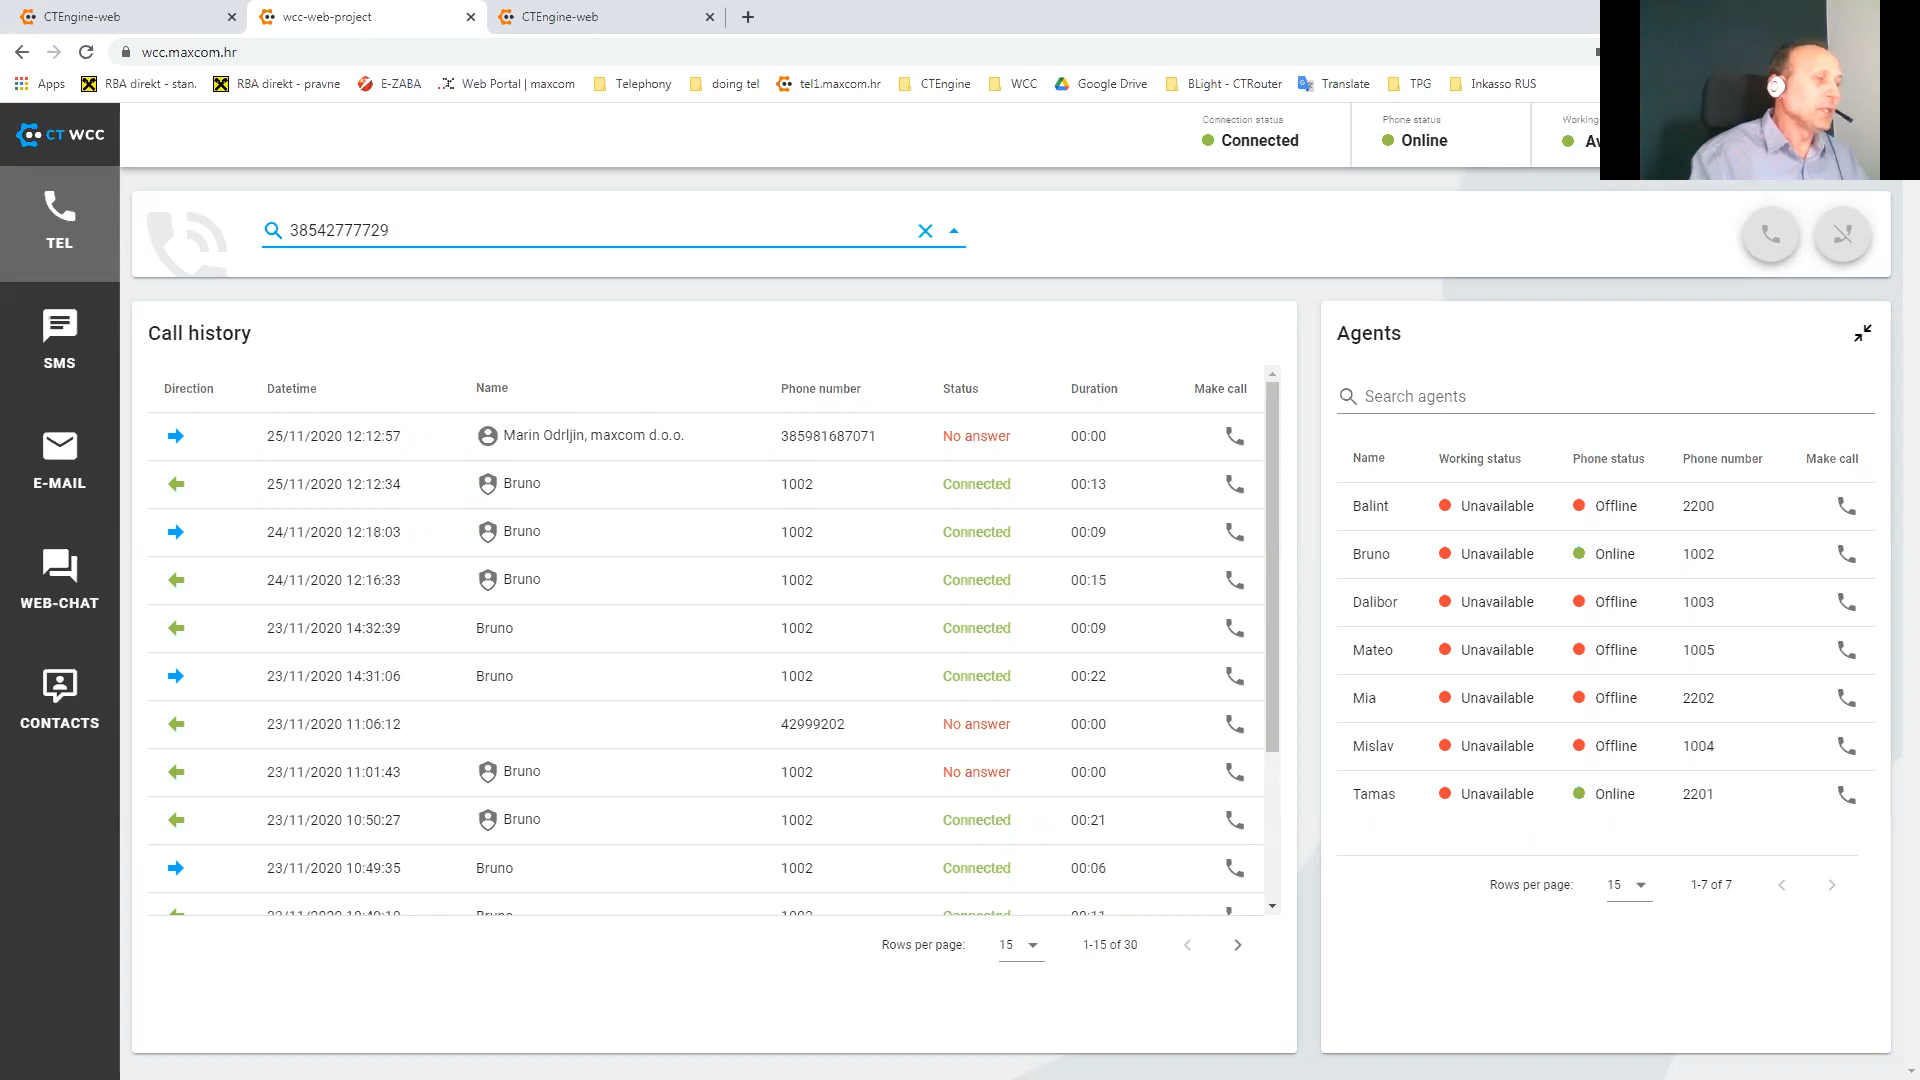 CTEngine-web
wcc-web-project
CTEngine-web
wcc.maxcom.hr
Apps
RBA direkt - stan.
RBA direkt - pravne
E-ZABA
Web Portal | maxcom
Telephony
doing tel
tel1.maxcom.hr
CTEngine
WCC
Google Drive
BLight - CTRouter
Translate
TPG
Inkasso RUS
CT WCC
Connection status
Connected
Phone status
Online
Working
TEL
SMS
E-MAIL
WEB-CHAT
CONTACTS
38542777729
Call history
Direction Datetime Name Phone number Status Duration Make call
25/11/2020 12:12:57 Marin Odrljin, maxcom d.o.o. 385981687071 No answer 00:00
25/11/2020 12:12:34 Bruno 1002 Connected 00:13
24/11/2020 12:18:03 Bruno 1002 Connected 00:09
24/11/2020 12:16:33 Bruno 1002 Connected 00:15
23/11/2020 14:32:39 Bruno 1002 Connected 00:09
23/11/2020 14:31:06 Bruno 1002 Connected 00:22
23/11/2020 11:06:12 42999202 No answer 00:00
23/11/2020 11:01:43 Bruno 1002 No answer 00:00
23/11/2020 10:50:27 Bruno 1002 Connected 00:21
23/11/2020 10:49:35 Bruno 1002 Connected 00:06
Rows per page: 15 1-15 of 30
Agents
Search agents
Name Working status Phone status Phone number Make call
Balint Unavailable Offline 2200
Bruno Unavailable Online 1002
Dalibor Unavailable Offline 1003
Mateo Unavailable Offline 1005
Mia Unavailable Offline 2202
Mislav Unavailable Offline 1004
Tamas Unavailable Online 2201
Rows per page: 15 1-7 of 7